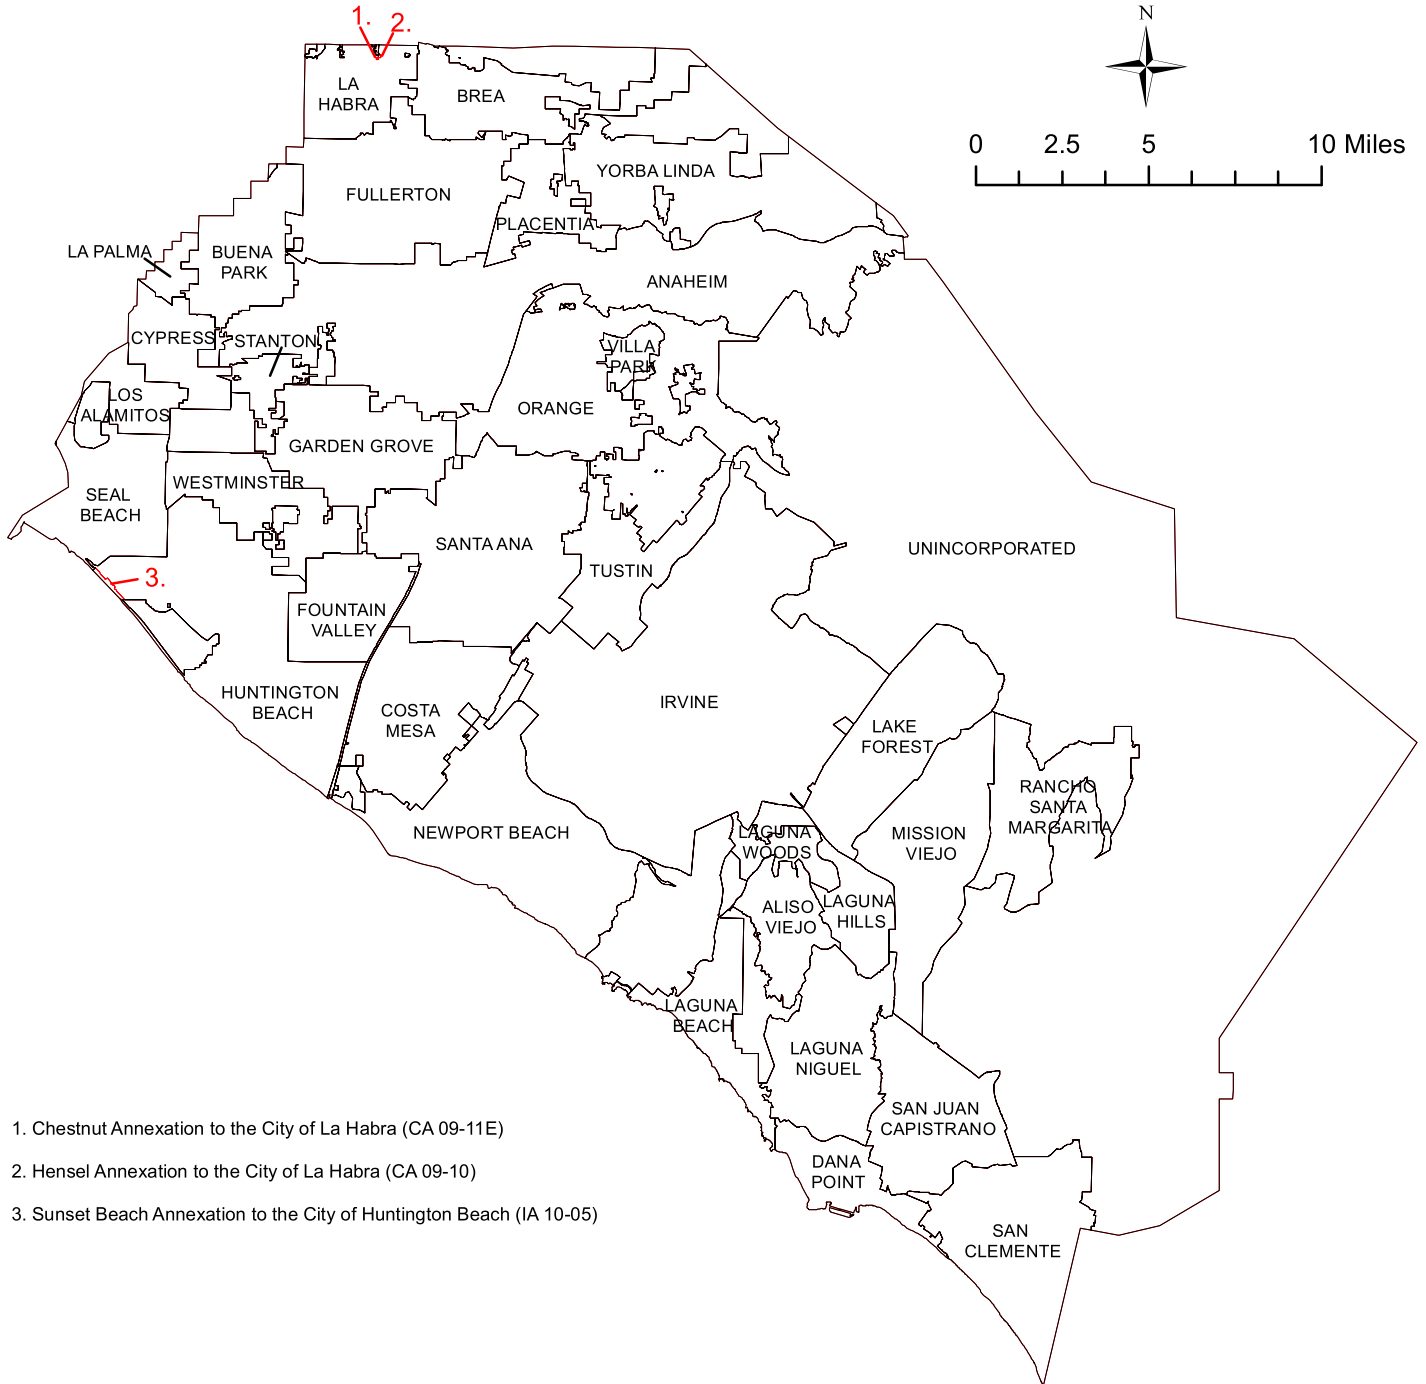 1.
2.
N
0 2.5 5 10 Miles
LA
HABRA
BREA
FULLERTON
YORBA LINDA
PLACENTIA
LA PALMA
BUENA
PARK
ANAHEIM
CYPRESS
STANTON
VILLA
PARK
LOS
ALAMITOS
ORANGE
GARDEN GROVE
WESTMINSTER
SEAL
BEACH
SANTA ANA
UNINCORPORATED
TUSTIN
3.
FOUNTAIN
VALLEY
HUNTINGTON
BEACH
COSTA
MESA
IRVINE
LAKE
FOREST
RANCHO
SANTA
MARGARITA
NEWPORT BEACH
LAGUNA
WOODS
MISSION
VIEJO
ALISO
VIEJO
LAGUNA
HILLS
LAGUNA
BEACH
LAGUNA
NIGUEL
SAN JUAN
CAPISTRANO
DANA
POINT
SAN
CLEMENTE
1. Chestnut Annexation to the City of La Habra (CA 09-11E)
2. Hensel Annexation to the City of La Habra (CA 09-10)
3. Sunset Beach Annexation to the City of Huntington Beach (IA 10-05)